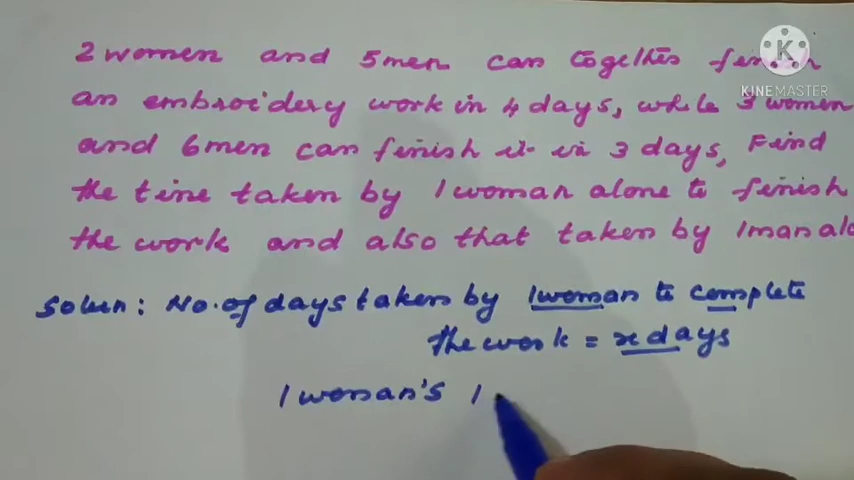 2 women and 5 men can together finish
an embroidery work in 4 days, while 3 women
and 6 men can finish it in 3 days, Find
the time taken by 1 woman alone to finish
the work and also that taken by 1 man alo
Solun: No. of days taken by 1 woman to complete
the work = x days
1 woman's 1
KINEMASTER